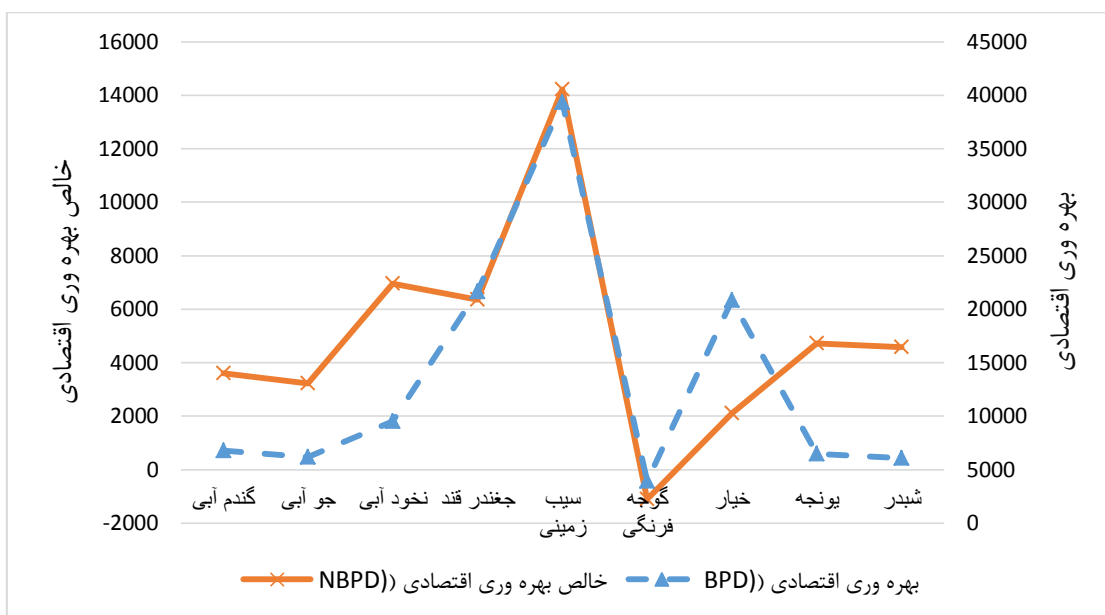 خالص بهره وری اقتصادی
16000
14000
12000
10000
8000
6000
4000
2000
0
-2000
45000
40000
35000
30000
25000
20000
15000
10000
5000
0
بهره وری اقتصادی
گندم آبی
جو آبی
نخود آبی
چغندر قند
سیب
زمینی
گوجه
فرنگی
خیار
یونجه
شبدر
خالص بهره وری اقتصادی ((NBPD
بهره وری اقتصادی ((BPD